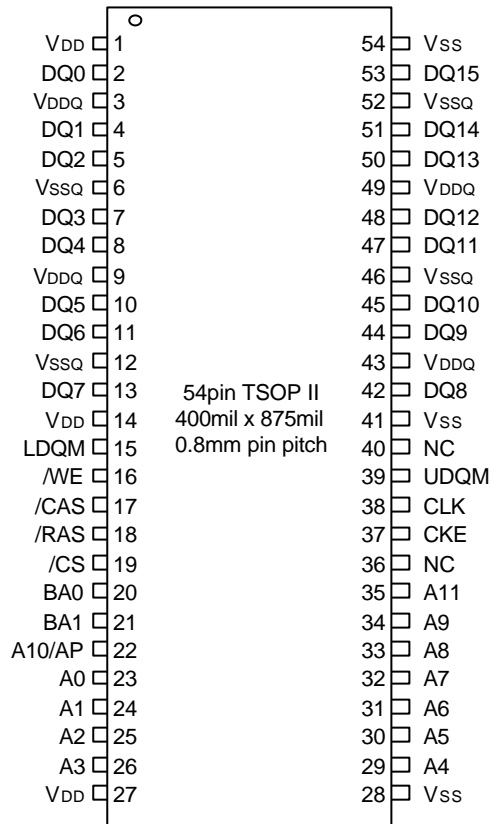 VDD 1 54 VSS
DQ0 2 53 DQ15
VDDQ 3 52 VSSQ
DQ1 4 51 DQ14
DQ2 5 50 DQ13
VSSQ 6 49 VDDQ
DQ3 7 48 DQ12
DQ4 8 47 DQ11
VDDQ 9 46 VSSQ
DQ5 10 45 DQ10
DQ6 11 44 DQ9
VSSQ 12 43 VDDQ
DQ7 13 54pin TSOP II 42 DQ8
VDD 14 400mil x 875mil 41 VSS
LDQM 15 0.8mm pin pitch 40 NC
/WE 16 39 UDQM
/CAS 17 38 CLK
/RAS 18 37 CKE
/CS 19 36 NC
BA0 20 35 A11
BA1 21 34 A9
A10/AP 22 33 A8
A0 23 32 A7
A1 24 31 A6
A2 25 30 A5
A3 26 29 A4
VDD 27 28 VSS